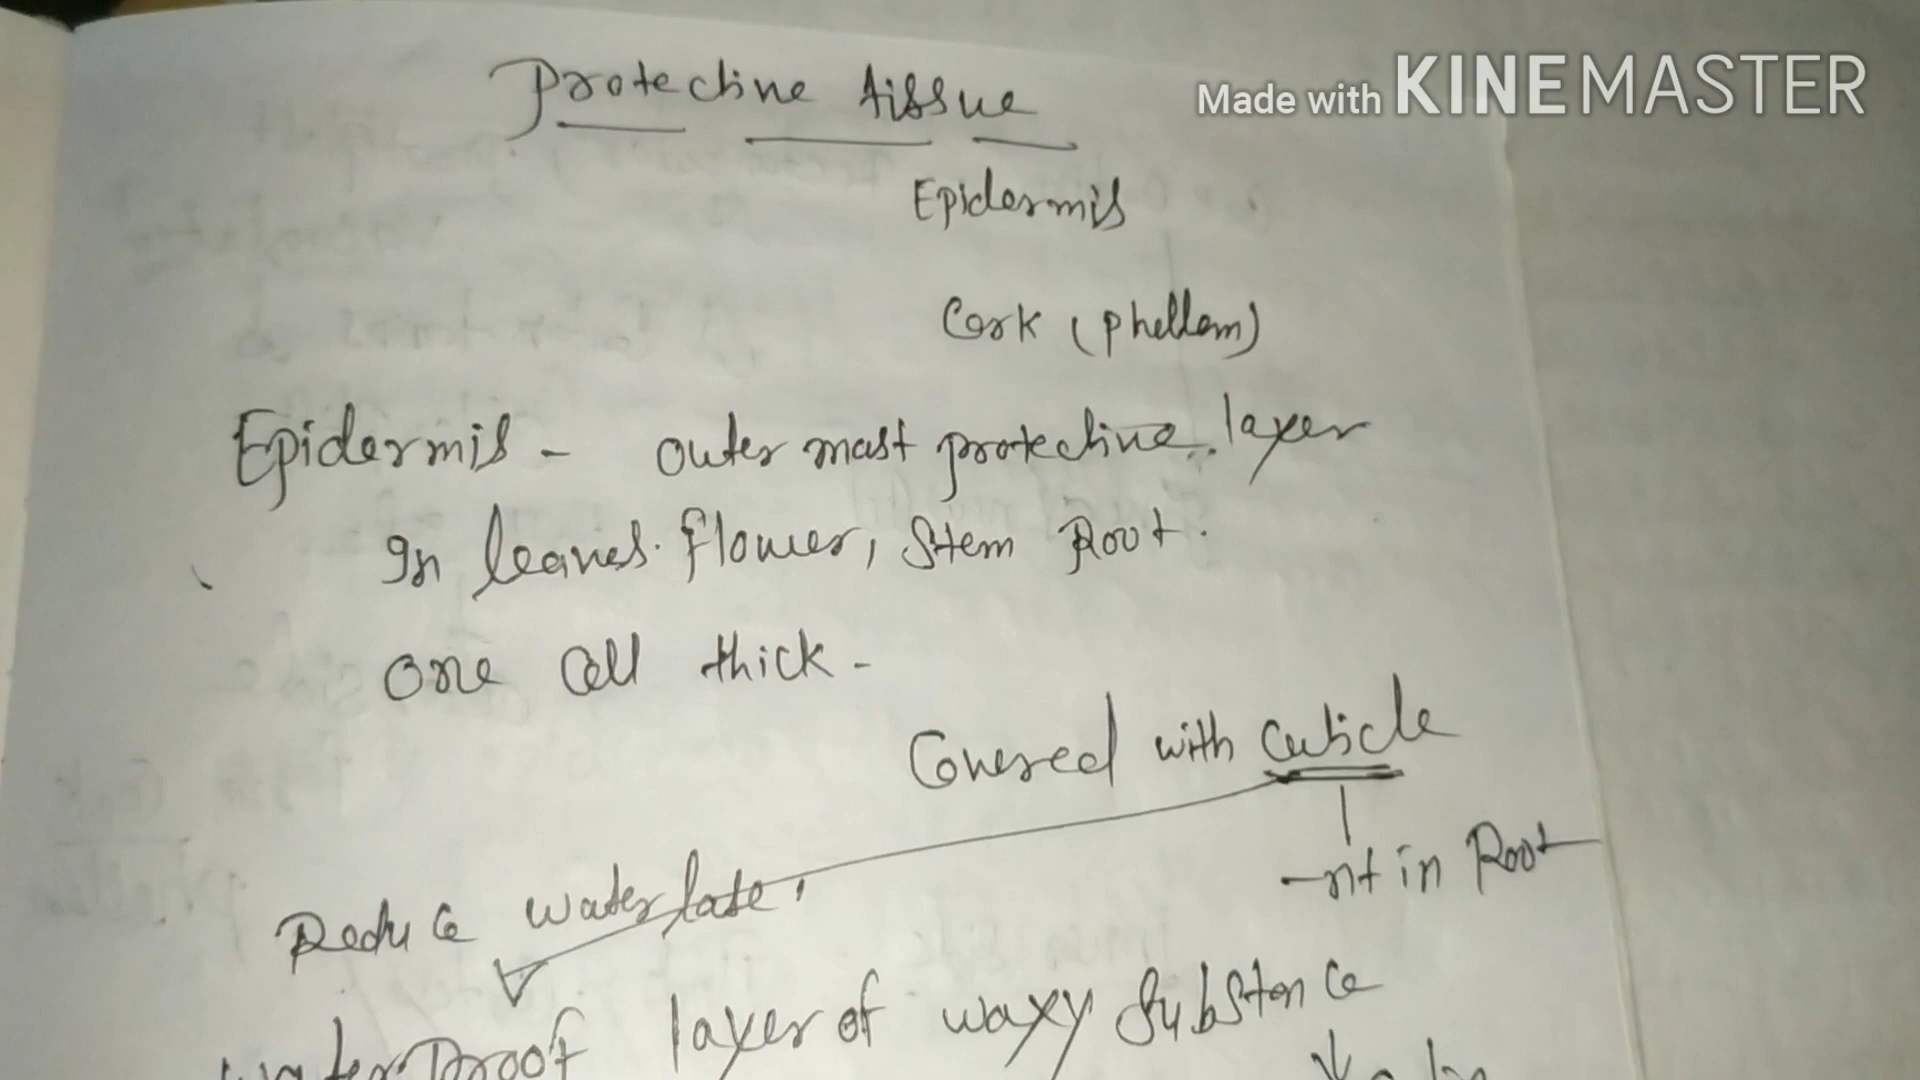 Protective tissue
Made with KINEMASTER
Epidermis
Cork (phellem)
Epidermis - outer most protective layer
In leaves. flower, stem Root.
one cell thick -
Covered with cuticle
-nt in Root
Reduce water
waterproof layer of waxy substance